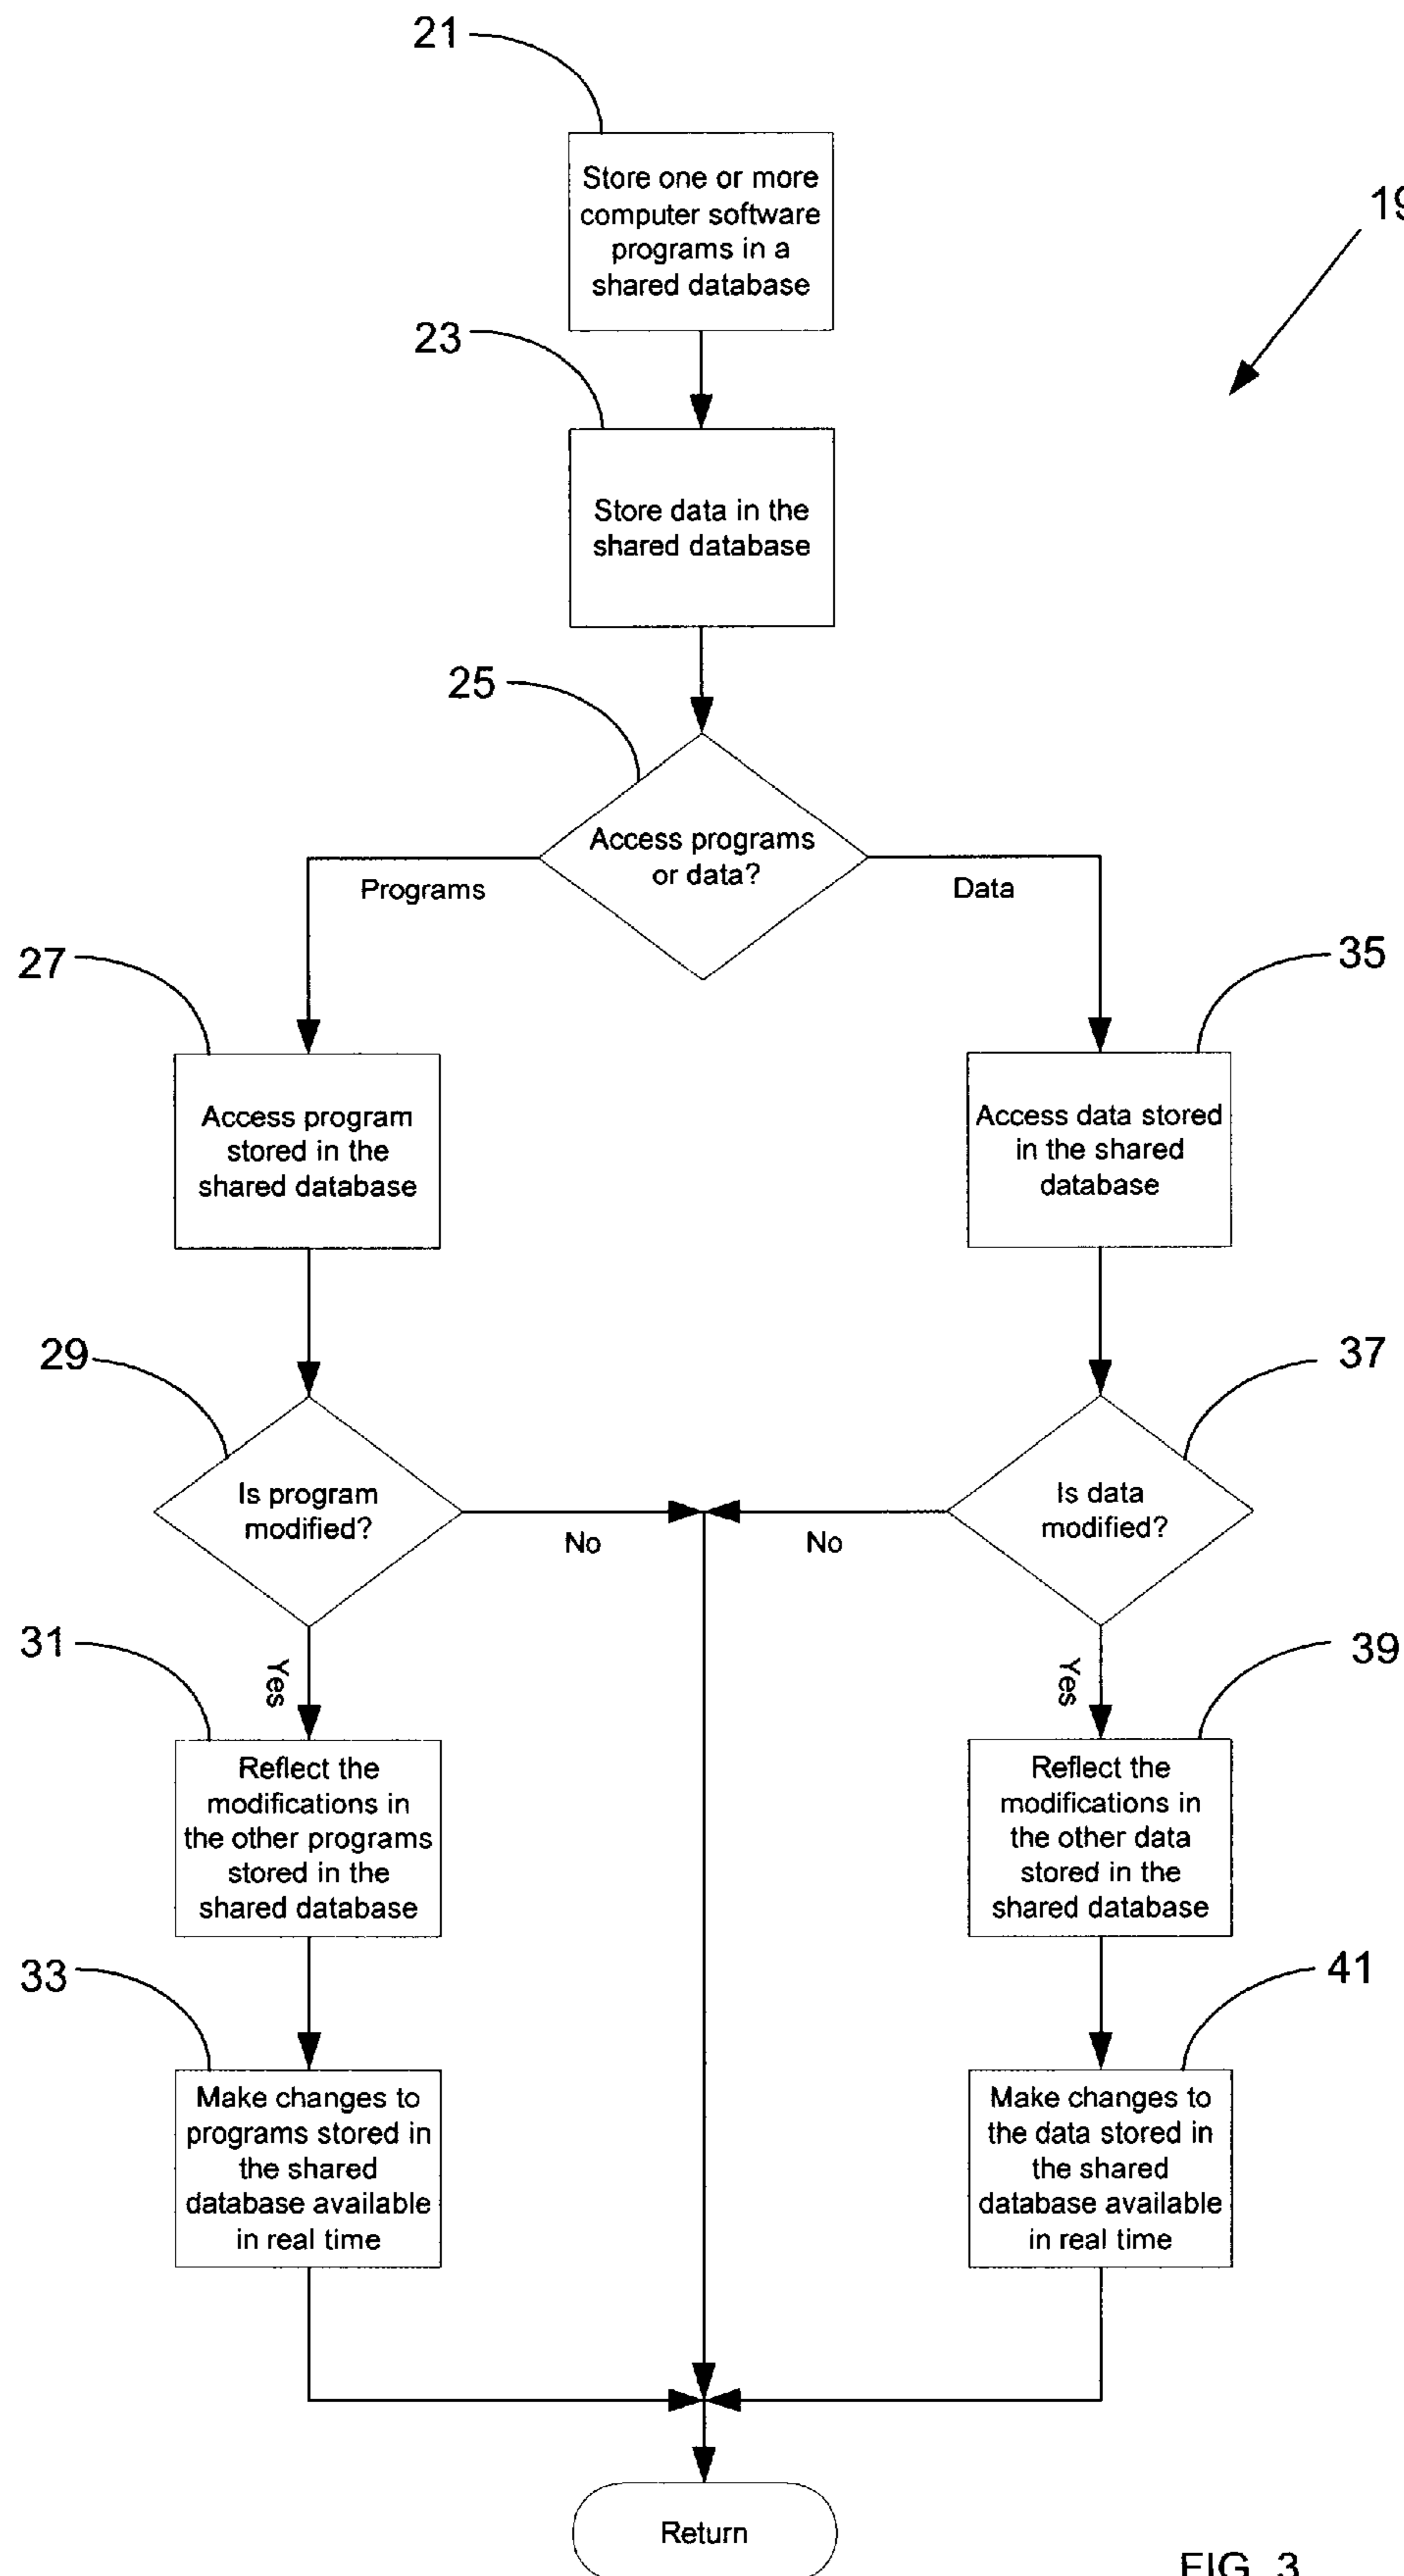 21
Store one or more
computer software
programs in a
shared database
19
23
Store data in the
shared database
25
Access programs
or data?
Programs
Data
27
Access program
stored in the
shared database
35
Access data stored
in the shared
database
29
Is program
modified?
No
37
Is data
modified?
No
Yes
Yes
31
Reflect the
modifications in
the other programs
stored in the
shared database
39
Reflect the
modifications in
the other data
stored in the
shared database
33
Make changes to
programs stored in
the shared
database available
in real time
41
Make changes to
the data stored in
the shared
database available
in real time
Return
FIG. 3